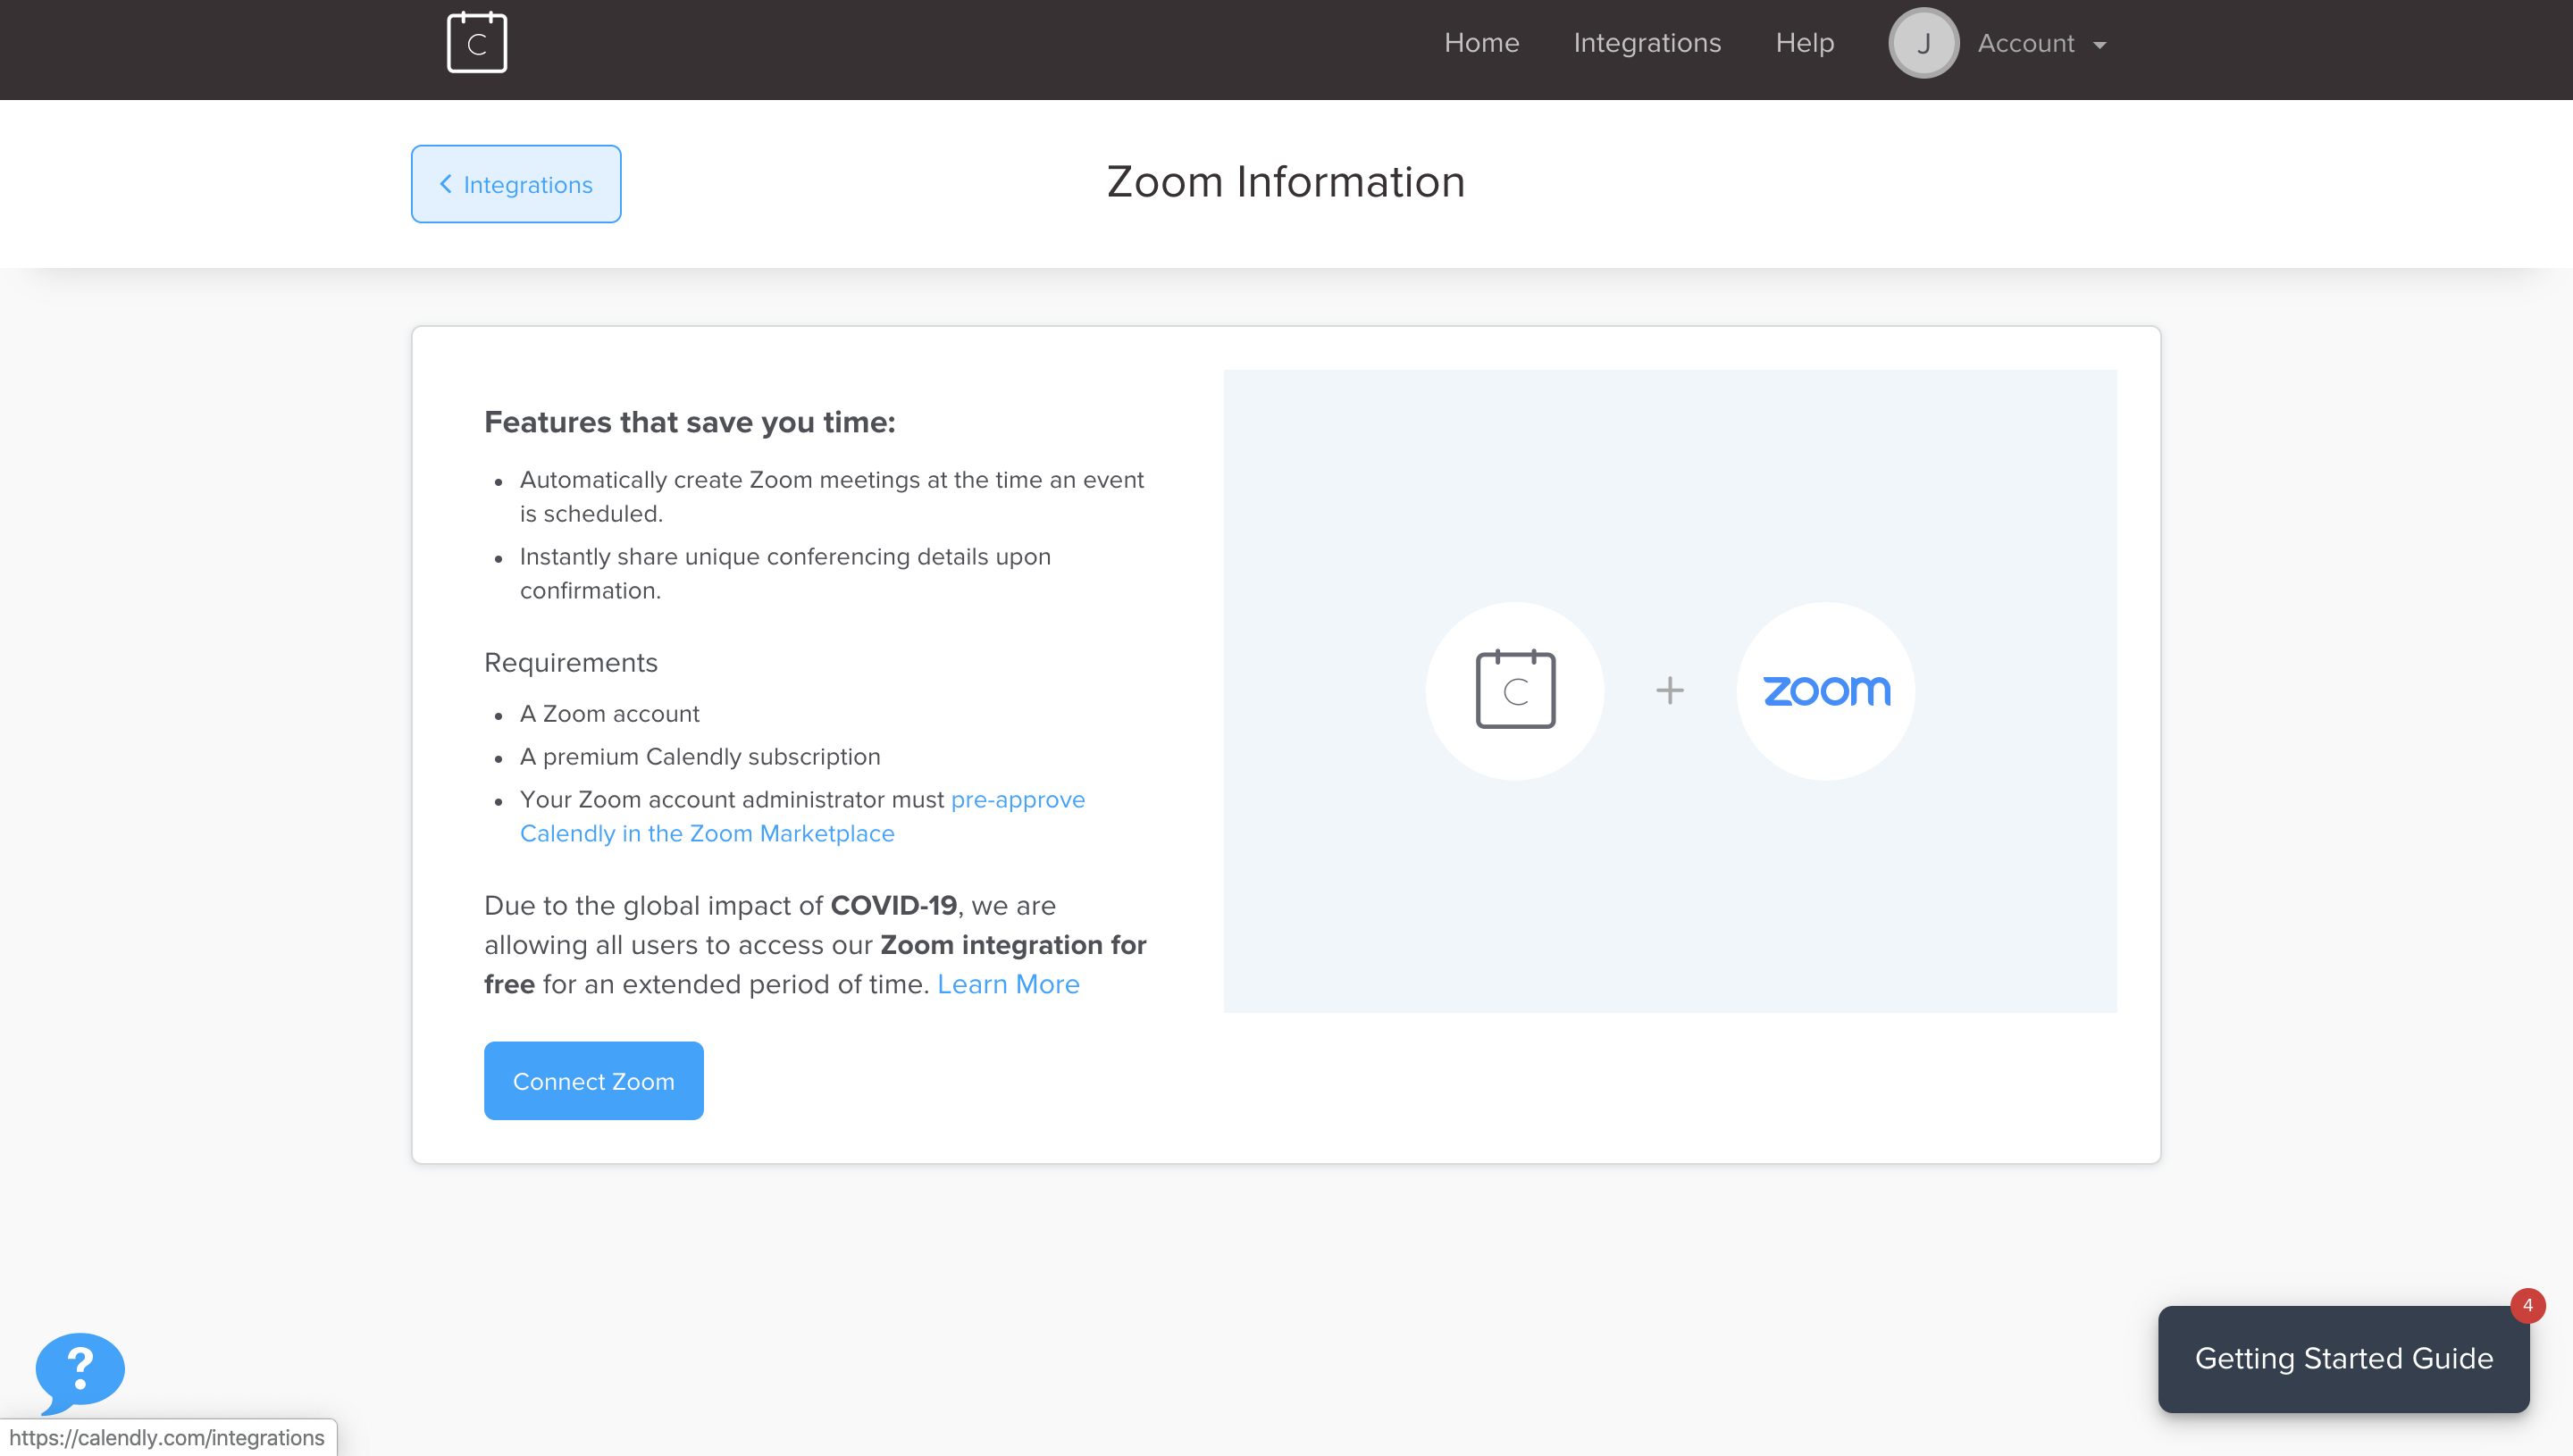 C
Home Integrations Help J Account
Integrations
Zoom Information
Features that save you time:
Automatically create Zoom meetings at the time an event
is scheduled.
Instantly share unique conferencing details upon
confirmation.
Requirements
A Zoom account
A premium Calendly subscription
Your Zoom account administrator must pre-approve
Calendly in the Zoom Marketplace
Due to the global impact of COVID-19, we are
allowing all users to access our Zoom integration for
free for an extended period of time. Learn More
Connect Zoom
C + zoom
4
Getting Started Guide
?
https://calendly.com/integrations